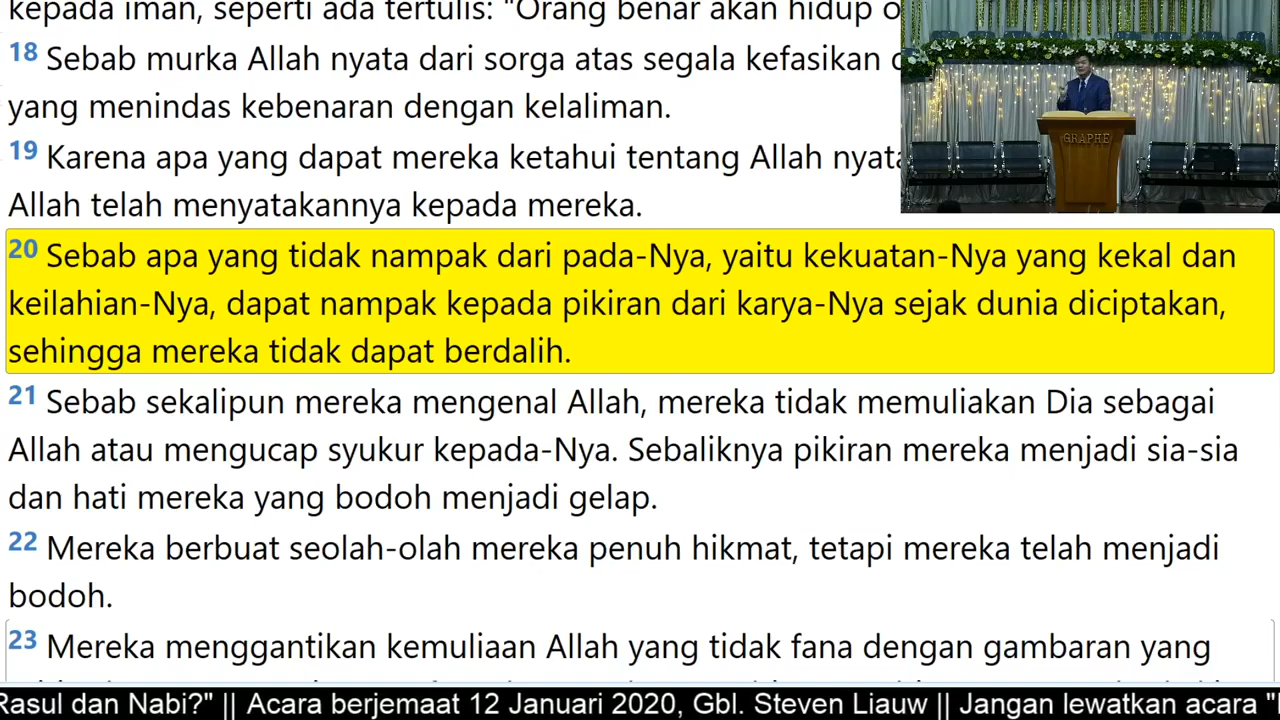 kepada iman, seperti ada tertulis: "Orang benar akan hidup o
18 Sebab murka Allah nyata dari sorga atas segala kefasikan
yang menindas kebenaran dengan kelaliman.
19 Karena apa yang dapat mereka ketahui tentang Allah nyata
Allah telah menyatakannya kepada mereka.
20 Sebab apa yang tidak nampak dari pada-Nya, yaitu kekuatan-Nya yang kekal dan
keilahian-Nya, dapat nampak kepada pikiran dari karya-Nya sejak dunia diciptakan,
sehingga mereka tidak dapat berdalih.
21 Sebab sekalipun mereka mengenal Allah, mereka tidak memuliakan Dia sebagai
Allah atau mengucap syukur kepada-Nya. Sebaliknya pikiran mereka menjadi sia-sia
dan hati mereka yang bodoh menjadi gelap.
22 Mereka berbuat seolah-olah mereka penuh hikmat, tetapi mereka telah menjadi
bodoh.
23 Mereka menggantikan kemuliaan Allah yang tidak fana dengan gambaran yang
GRAPHE
Rasul dan Nabi?" || Acara berjemaat 12 Januari 2020, Gbl. Steven Liauw || Jangan lewatkan acara "